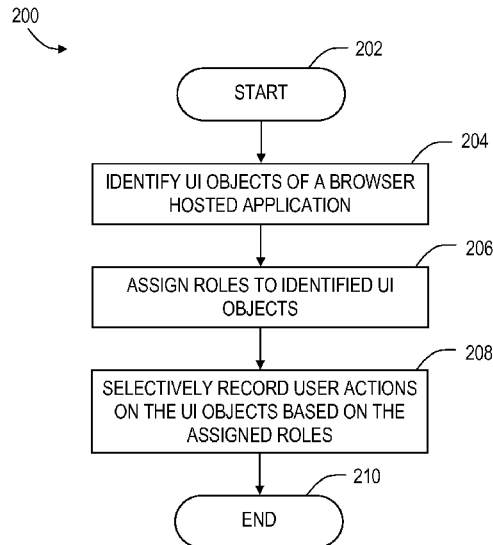 200
202
START
204
IDENTIFY UI OBJECTS OF A BROWSER
HOSTED APPLICATION
206
ASSIGN ROLES TO IDENTIFIED UI
OBJECTS
208
SELECTIVELY RECORD USER ACTIONS
ON THE UI OBJECTS BASED ON THE
ASSIGNED ROLES
210
END